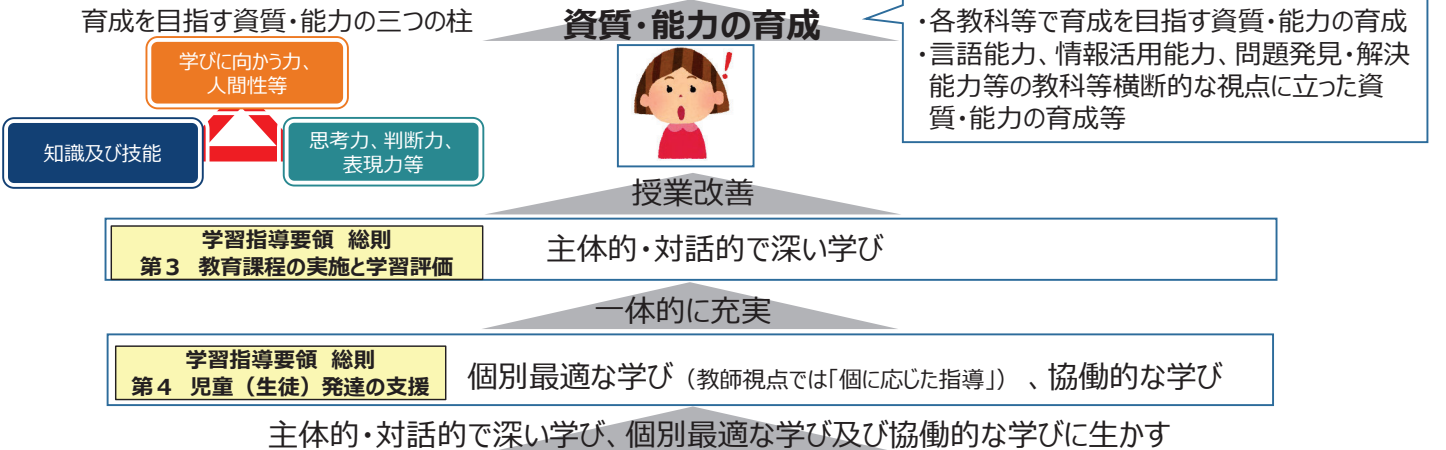 育成を目指す資質・能力の三つの柱
学びに向かう力、
人間性等
知識及び技能
思考力、判断力、
表現力等
資質・能力の育成
・各教科等で育成を目指す資質・能力の育成
・言語能力、情報活用能力、問題発見・解決
能力等の教科等横断的な視点に立った資
質・能力の育成等
授業改善
学習指導要領 総則
第3 教育課程の実施と学習評価
主体的・対話的で深い学び
一体的に充実
学習指導要領 総則
第4 児童（生徒）発達の支援
個別最適な学び（教師視点では「個に応じた指導」）、協働的な学び
主体的・対話的で深い学び、個別最適な学び及び協働的な学びに生かす